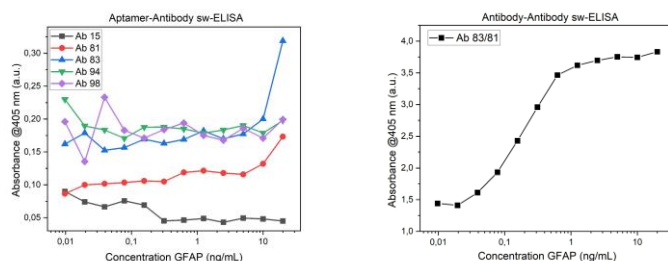 Aptamer-Antibody sw-ELISA
Ab 15
Ab 81
Ab 83
Ab 94
Ab 98
0,35
0,30
0,25
0,20
0,15
0,10
0,05
Absorbance @405 nm (a.u.)
0,01
0,1
1
10
Concentration GFAP (ng/mL)
Antibody-Antibody sw-ELISA
Ab 83/81
4,0
3,5
3,0
2,5
2,0
1,5
1,0
Absorbance @405 nm (a.u.)
0,01
0,1
1
10
Concentration GFAP (ng/mL)